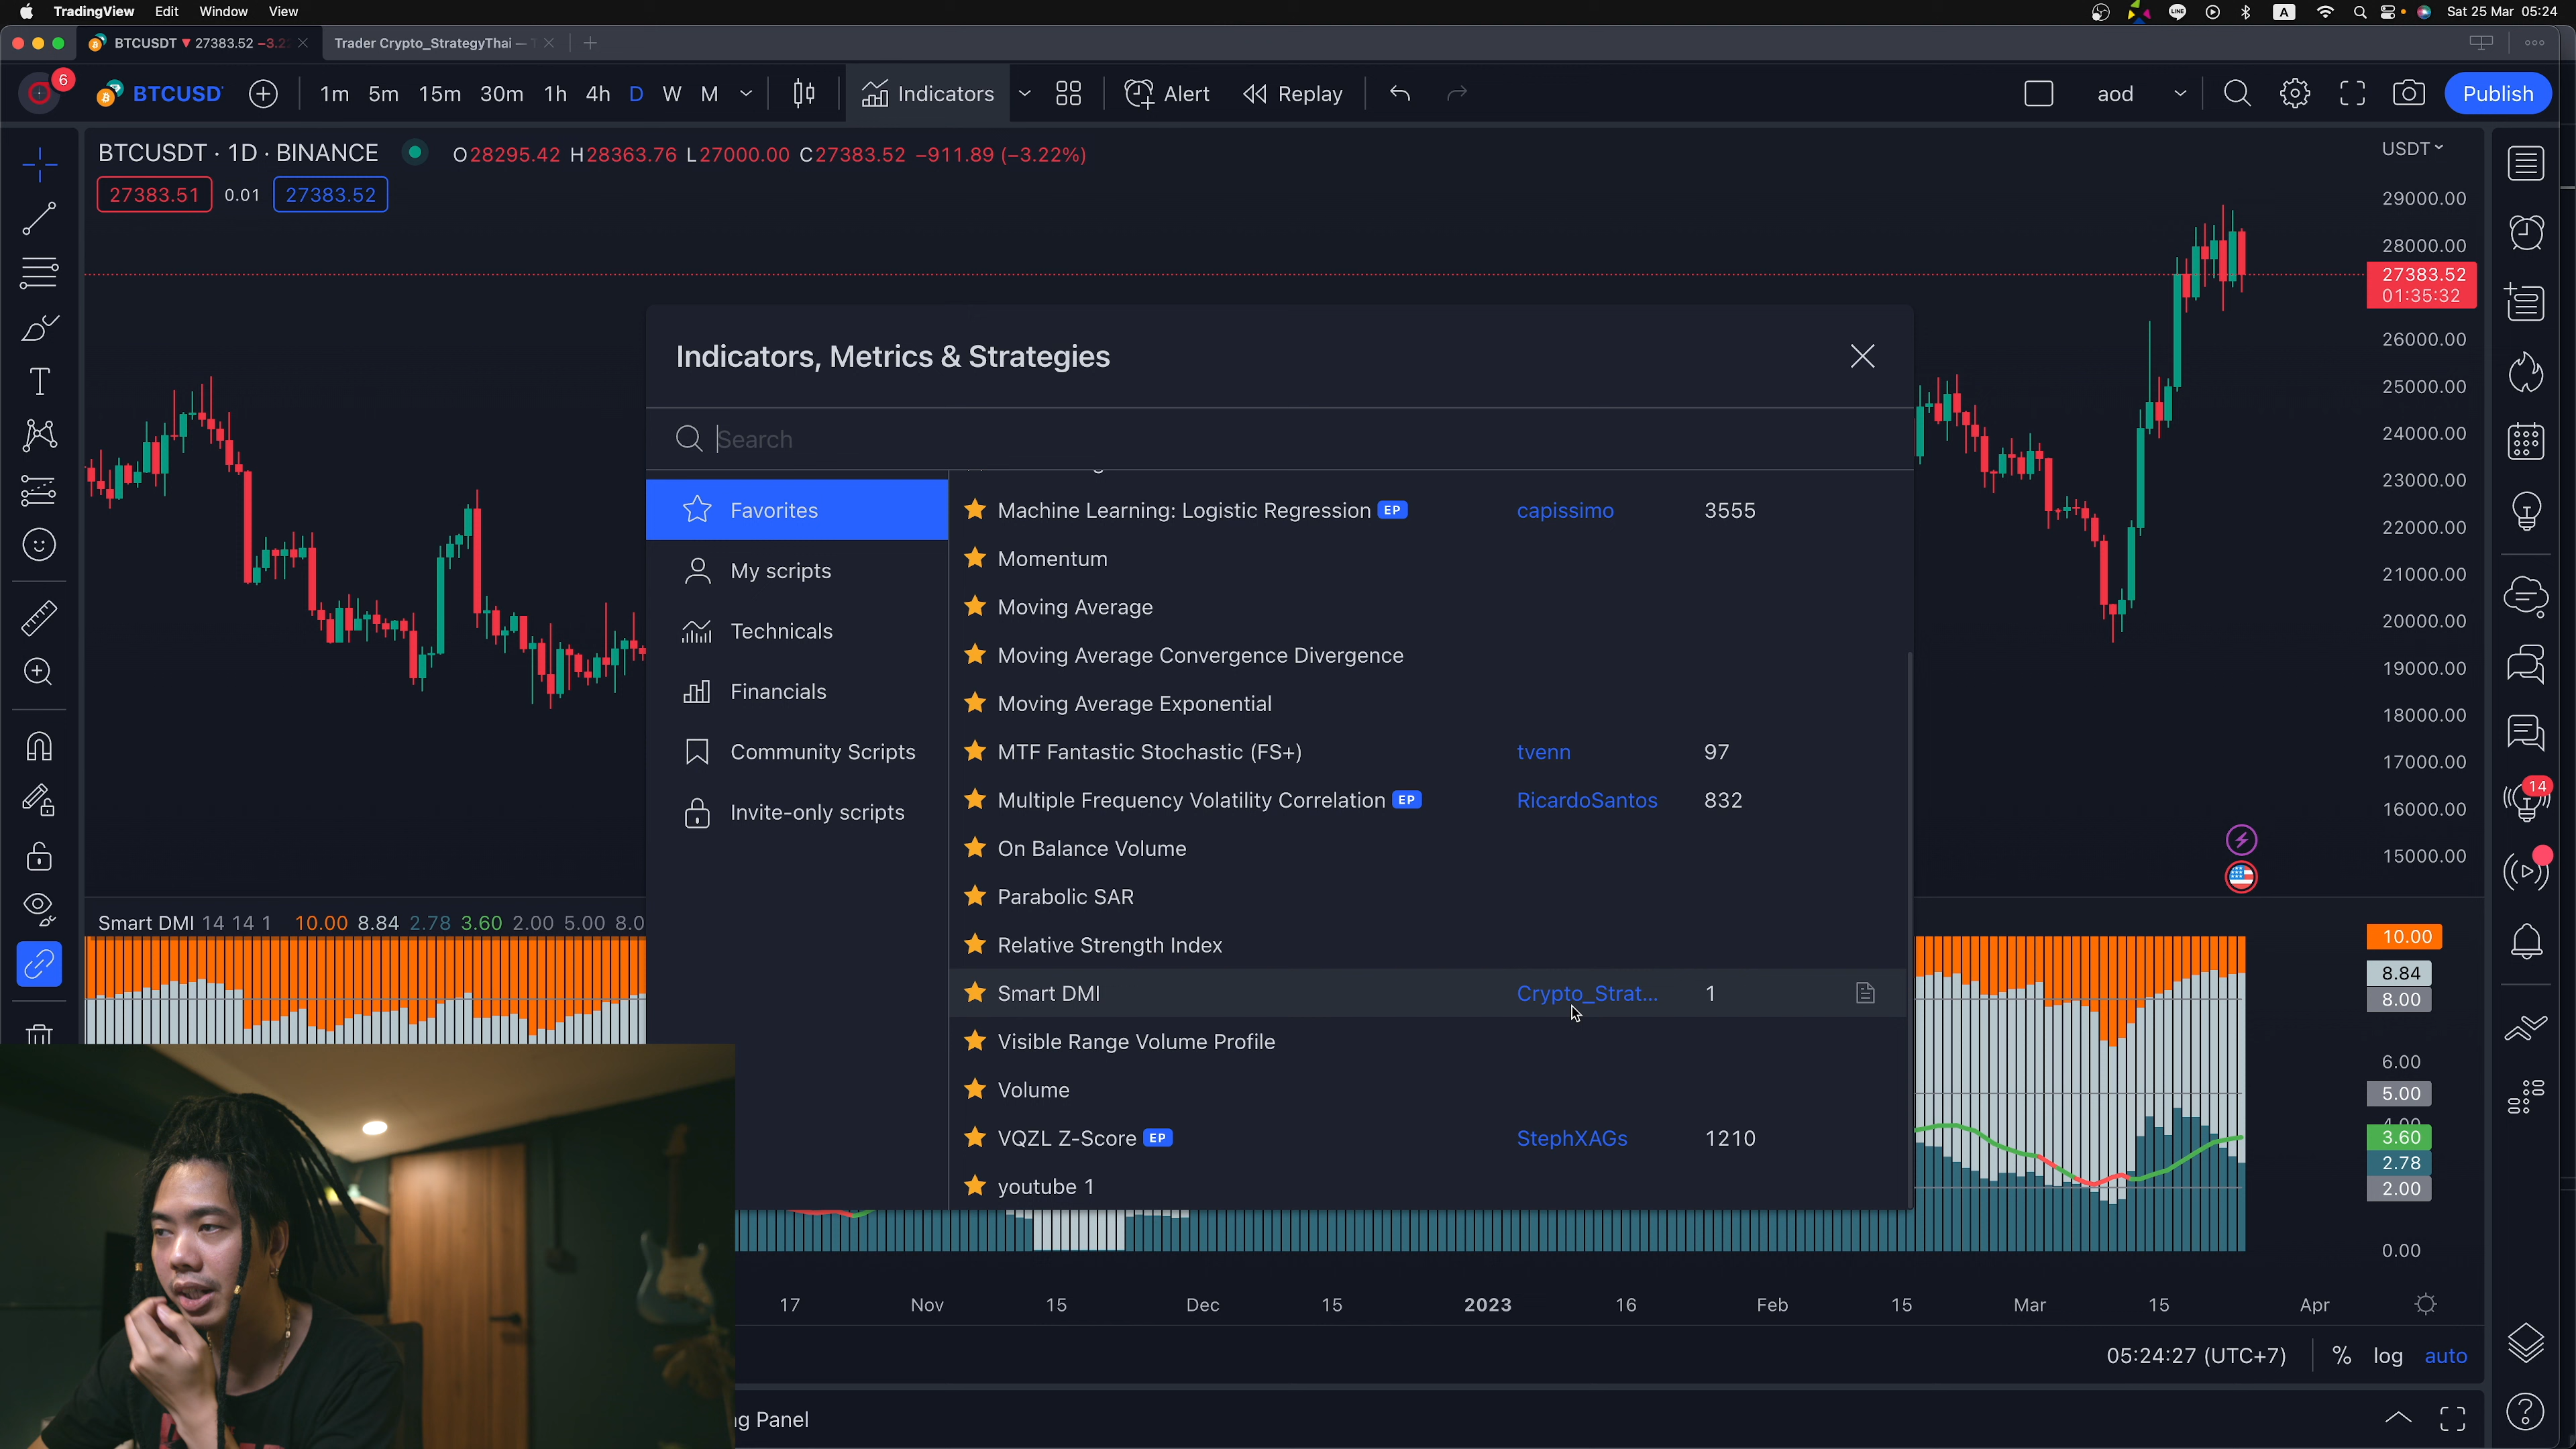 TradingView Edit Window View
A
Sat 25 Mar 05:24
BTCUSDT ▼ 27383.52 −3.2
Trader Crypto_StrategyThai —
6
BTCUSD
1m 5m 15m 30m 1h 4h D W M
Indicators
Alert
Replay
aod
Publish
BTCUSDT · 1D · BINANCE
O28295.42 H28363.76 L27000.00 C27383.52 −911.89 (−3.22%)
27383.51 0.01 27383.52
USDT
29000.00
28000.00
27383.52
01:35:32
26000.00
25000.00
24000.00
23000.00
22000.00
21000.00
20000.00
19000.00
18000.00
17000.00
16000.00
15000.00
14
Indicators, Metrics & Strategies
Search
Favorites
My scripts
Technicals
Financials
Community Scripts
Invite-only scripts
Machine Learning: Logistic Regression EP capissimo 3555
Momentum
Moving Average
Moving Average Convergence Divergence
Moving Average Exponential
MTF Fantastic Stochastic (FS+) tvenn 97
Multiple Frequency Volatility Correlation EP RicardoSantos 832
On Balance Volume
Parabolic SAR
Relative Strength Index
Smart DMI Crypto_Strat... 1
Visible Range Volume Profile
Volume
VQZL Z-Score EP StephXAGs 1210
youtube 1
Smart DMI 14 14 1 10.00 8.84 2.78 3.60 2.00 5.00 8.0
10.00
8.84
8.00
6.00
5.00
4.00
3.60
2.78
2.00
0.00
17 Nov 15 Dec 15 2023 16 Feb 15 Mar 15 Apr
05:24:27 (UTC+7) % log auto
ng Panel